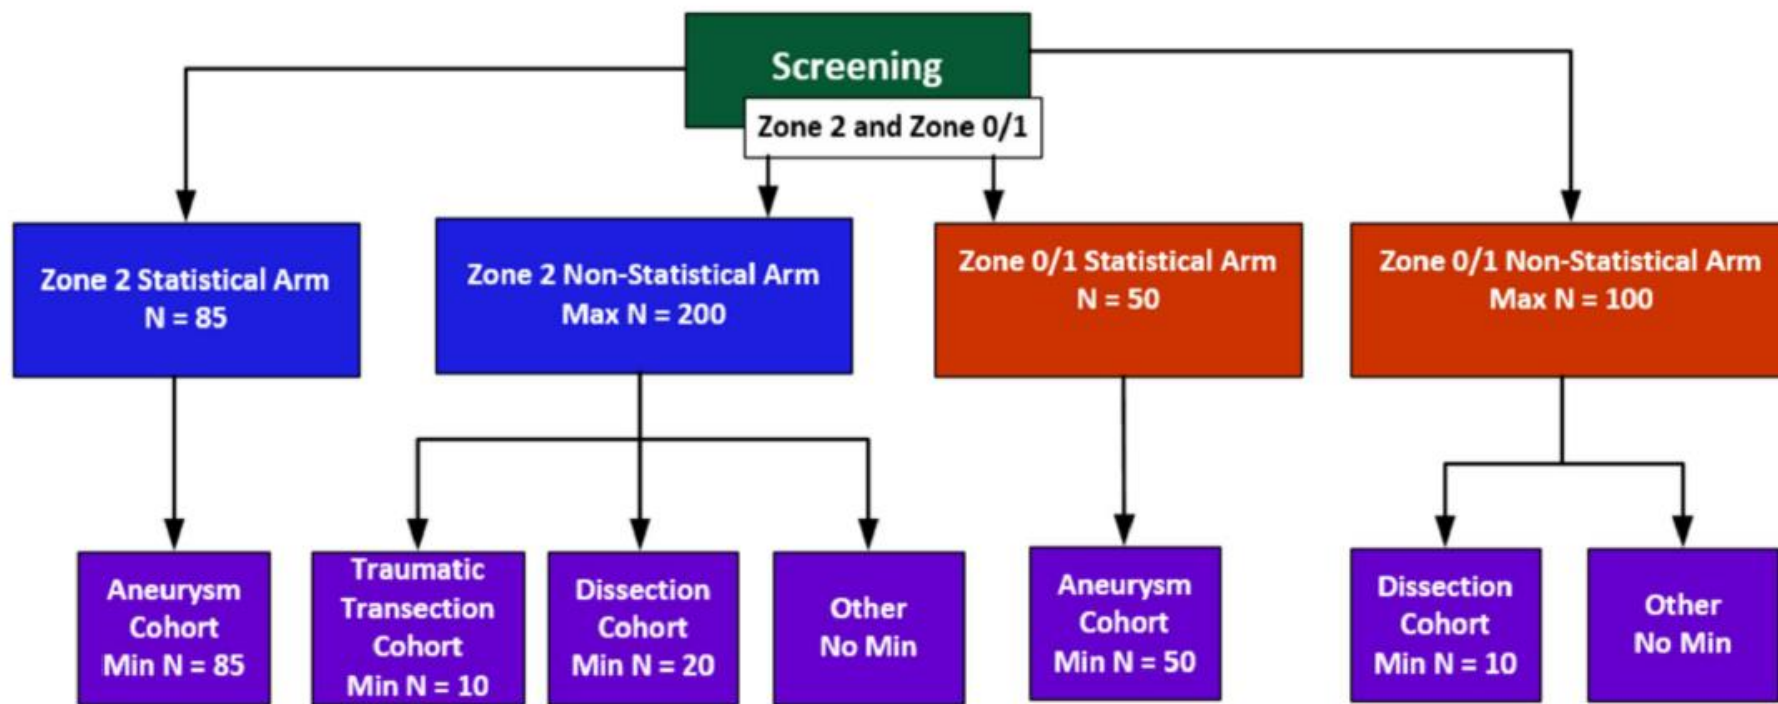 Screening
Zone 2 and Zone 0/1
Zone 2 Statistical Arm
N = 85
Zone 2 Non-Statistical Arm
Max N = 200
Zone 0/1 Statistical Arm
N = 50
Zone 0/1 Non-Statistical Arm
Max N = 100
Aneurysm
Cohort
Min N = 85
Traumatic
Transection
Cohort
Min N = 10
Dissection
Cohort
Min N = 20
Other
No Min
Aneurysm
Cohort
Min N = 50
Dissection
Cohort
Min N = 10
Other
No Min